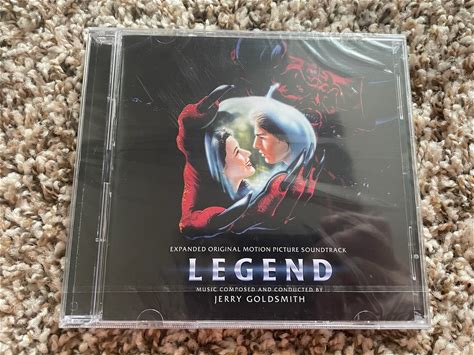 EXPANDED ORIGINAL MOTION PICTURE SOUNDTRACK
LEGEND
MUSIC COMPOSED AND CONDUCTED BY
JERRY GOLDSMITH